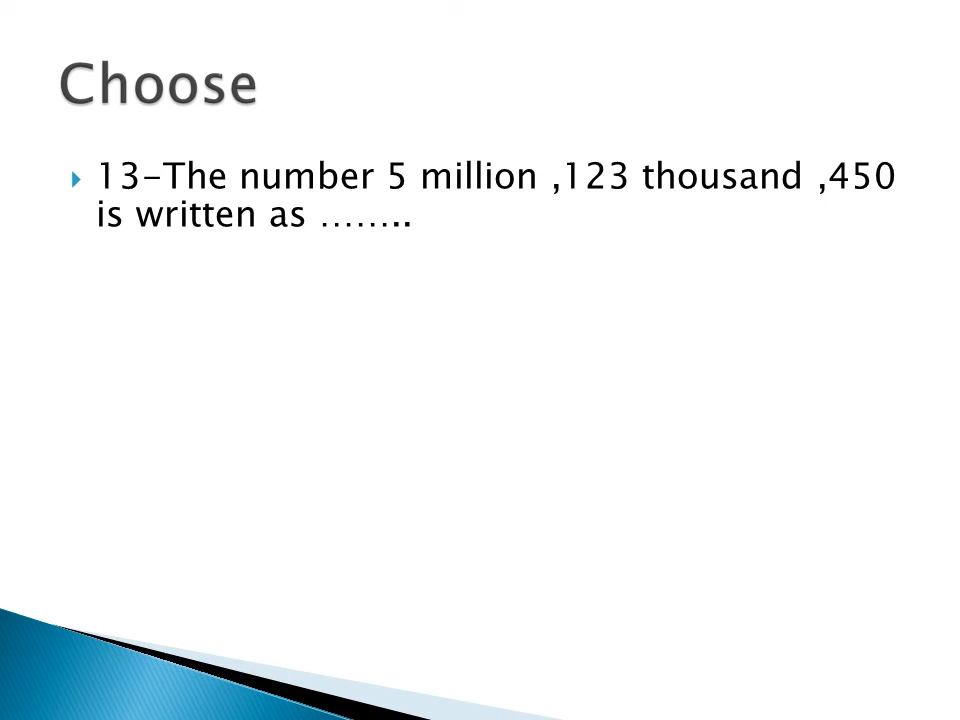 Choose
13-The number 5 million ,123 thousand ,450
is written as ……..